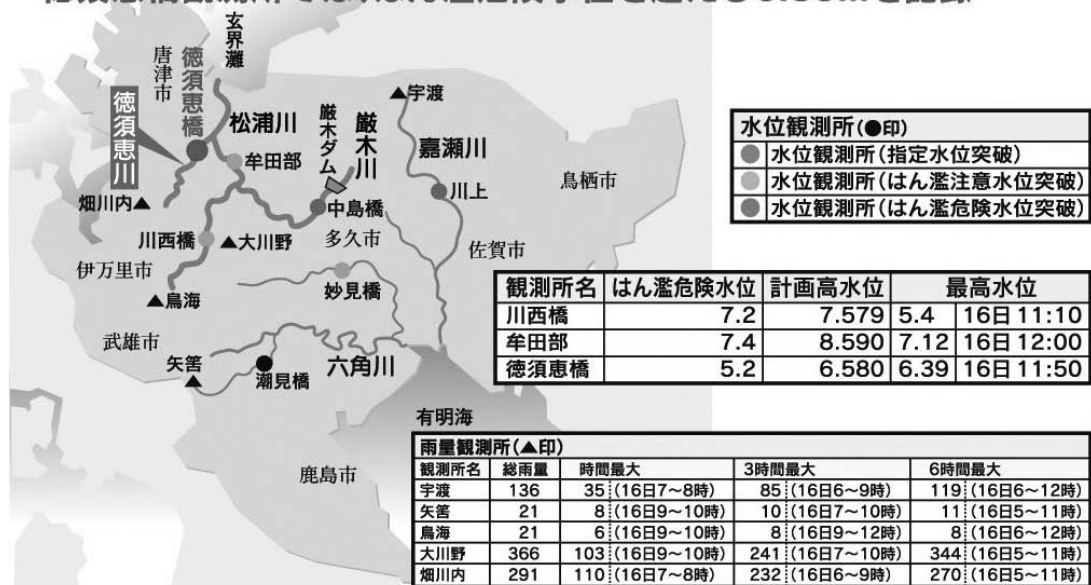 玄界灘
唐津市
徳須恵橋
徳須恵川
松浦川
牟田部
厳木ダム
厳木川
▲宇渡
嘉瀬川
川上
鳥栖市
畑川内▲
中島橋
川西橋
▲大川野
多久市
佐賀市
伊万里市
妙見橋
▲鳥海
武雄市
矢筈
▲
潮見橋
六角川
有明海
鹿島市
水位観測所(●印)
水位観測所(指定水位突破)
水位観測所(はん濫注意水位突破)
水位観測所(はん濫危険水位突破)
観測所名 はん濫危険水位 計画高水位 最高水位
川西橋 7.2 7.579 5.4 16日 11:10
牟田部 7.4 8.590 7.12 16日 12:00
徳須恵橋 5.2 6.580 6.39 16日 11:50
雨量観測所(▲印)
観測所名 総雨量 時間最大 3時間最大 6時間最大
宇渡 136 35 (16日7〜8時) 85 (16日6〜9時) 119 (16日6〜12時)
矢筈 21 8 (16日9〜10時) 10 (16日7〜10時) 11 (16日5〜11時)
鳥海 21 6 (16日9〜10時) 8 (16日9〜12時) 8 (16日6〜12時)
大川野 366 103 (16日9〜10時) 241 (16日7〜10時) 344 (16日5〜11時)
畑川内 291 110 (16日7〜8時) 232 (16日6〜9時) 270 (16日5〜11時)